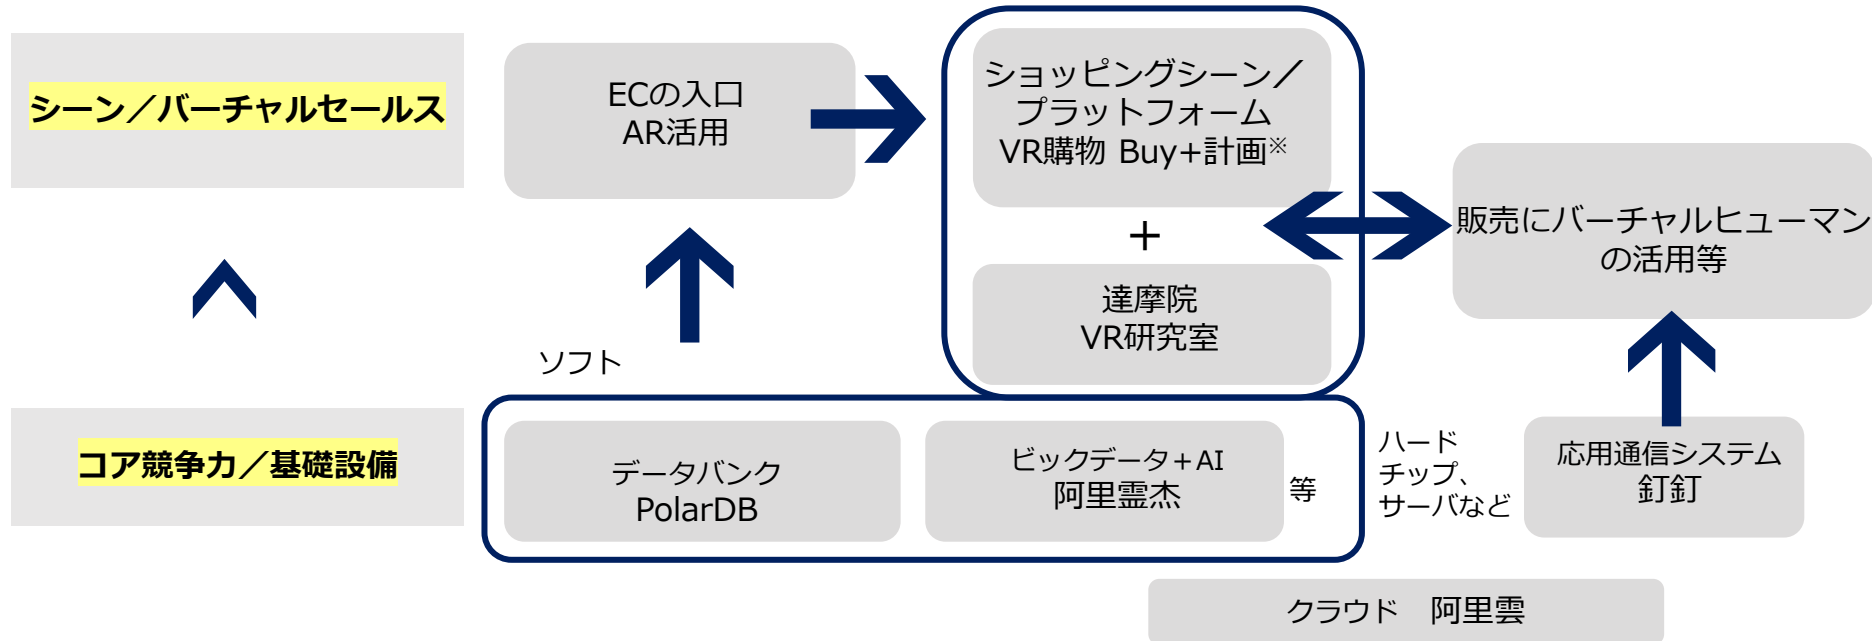 シーン／バーチャルセールス
ECの入口
AR活用
ショッピングシーン／
プラットフォーム
VR購物 Buy+計画※
+
達摩院
VR研究室
販売にバーチャルヒューマン
の活用等
ソフト
コア競争力／基礎設備
データバンク
PolarDB
ビックデータ＋AI
阿里霊杰
等
ハード
チップ、
サーバなど
応用通信システム
釘釘
クラウド　阿里雲